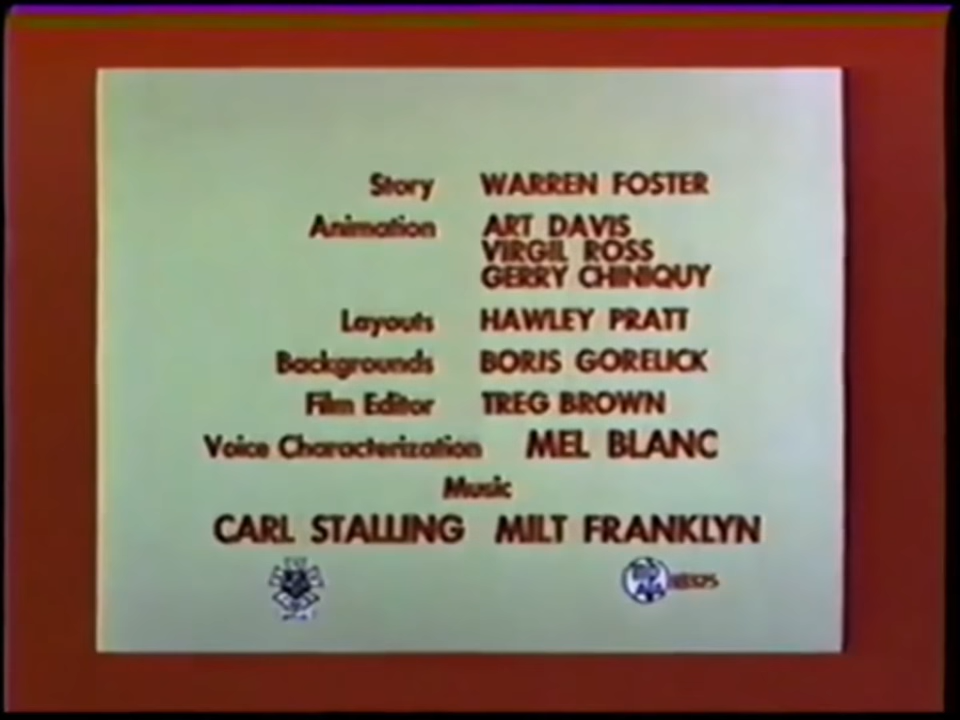 Story WARREN FOSTER
Animation ART DAVIS
VIRGIL ROSS
GERRY CHINIQUY
Layouts HAWLEY PRATT
Backgrounds BORIS GORELICK
Film Editor TREG BROWN
Voice Characterization MEL BLANC
Music
CARL STALLING MILT FRANKLYN